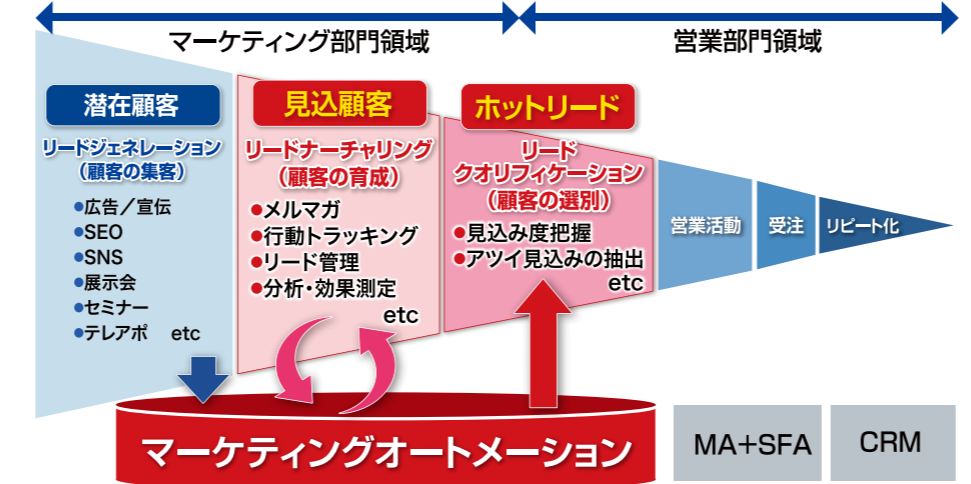 マーケティング部門領域
営業部門領域
潜在顧客
リードジェネレーション
（顧客の集客）
●広告／宣伝
●SEO
●SNS
●展示会
●セミナー
●テレアポ etc
見込顧客
リードナーチャリング
（顧客の育成）
●メルマガ
●行動トラッキング
●リード管理
●分析・効果測定
etc
ホットリード
リード
クオリフィケーション
（顧客の選別）
●見込み度把握
●アツイ見込みの抽出
etc
営業活動
受注
リピート化
マーケティングオートメーション
MA+SFA
CRM